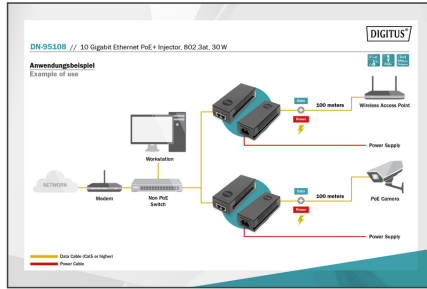 DIGITUS®
DN-95108 // 10 Gigabit Ethernet PoE+ Injector, 802.3at, 30 W
Anwendungsbeispiel
Example of use
Data
100 meters
Wireless Access Point
Power
Power Supply
Workstation
NETWORK
Modem
Non PoE
Switch
Data
100 meters
PoE Camera
Power
Power Supply
Data Cable (Cat5 or higher)
Power Cable